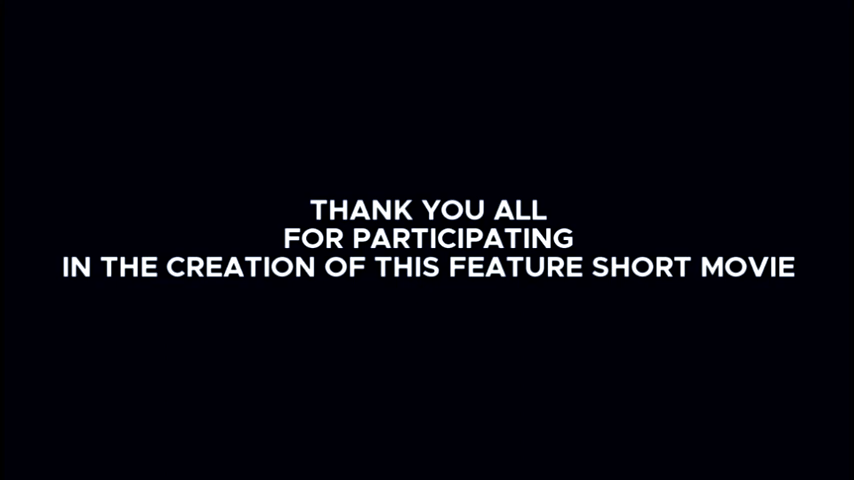 THANK YOU ALL
FOR PARTICIPATING
IN THE CREATION OF THIS FEATURE SHORT MOVIE